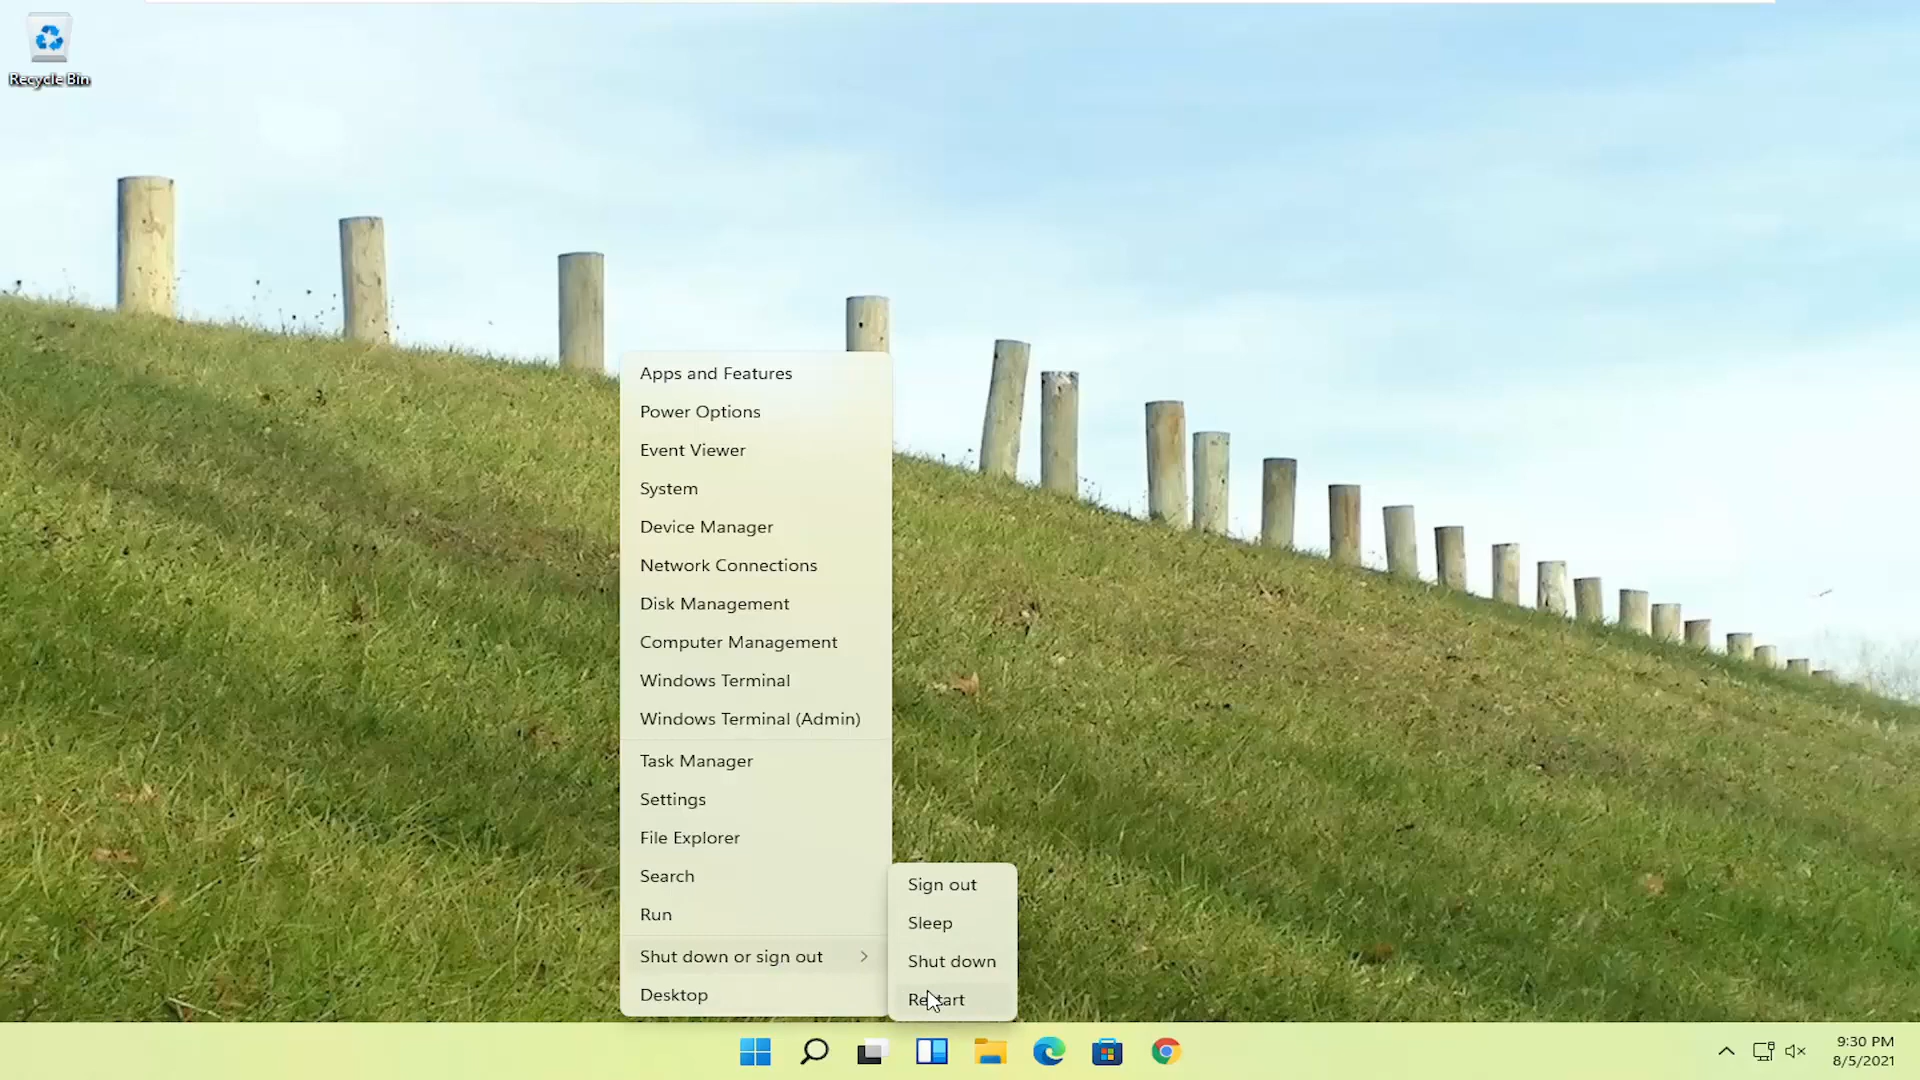 Recycle Bin
Apps and Features
Power Options
Event Viewer
System
Device Manager
Network Connections
Disk Management
Computer Management
Windows Terminal
Windows Terminal (Admin)
Task Manager
Settings
File Explorer
Search
Run
Shut down or sign out
Desktop
Sign out
Sleep
Shut down
Restart
9:30 PM
8/5/2021